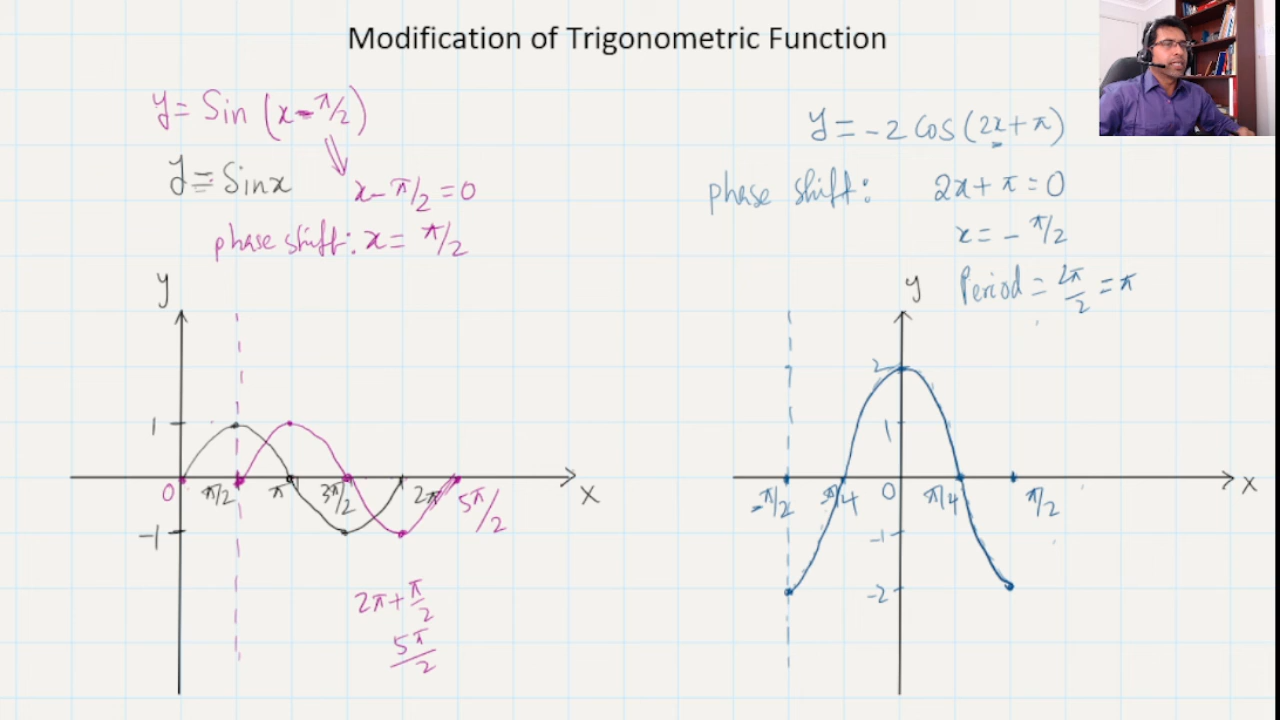 Modification of Trigonometric Function
y = Sin (x - π/2)
y = Sinx
x - π/2 = 0
phase shift: x = π/2
y
1
0
π/2
π
3π/2
2π
5π/2
x
-1
2π + π/2
5π/2
y = -2 cos(2x + π)
phase shift: 2x + π = 0
x = - π/2
Period = 2π/2 = π
y
2
1
-π/2
-π/4
0
π/4
π/2
x
-1
-2